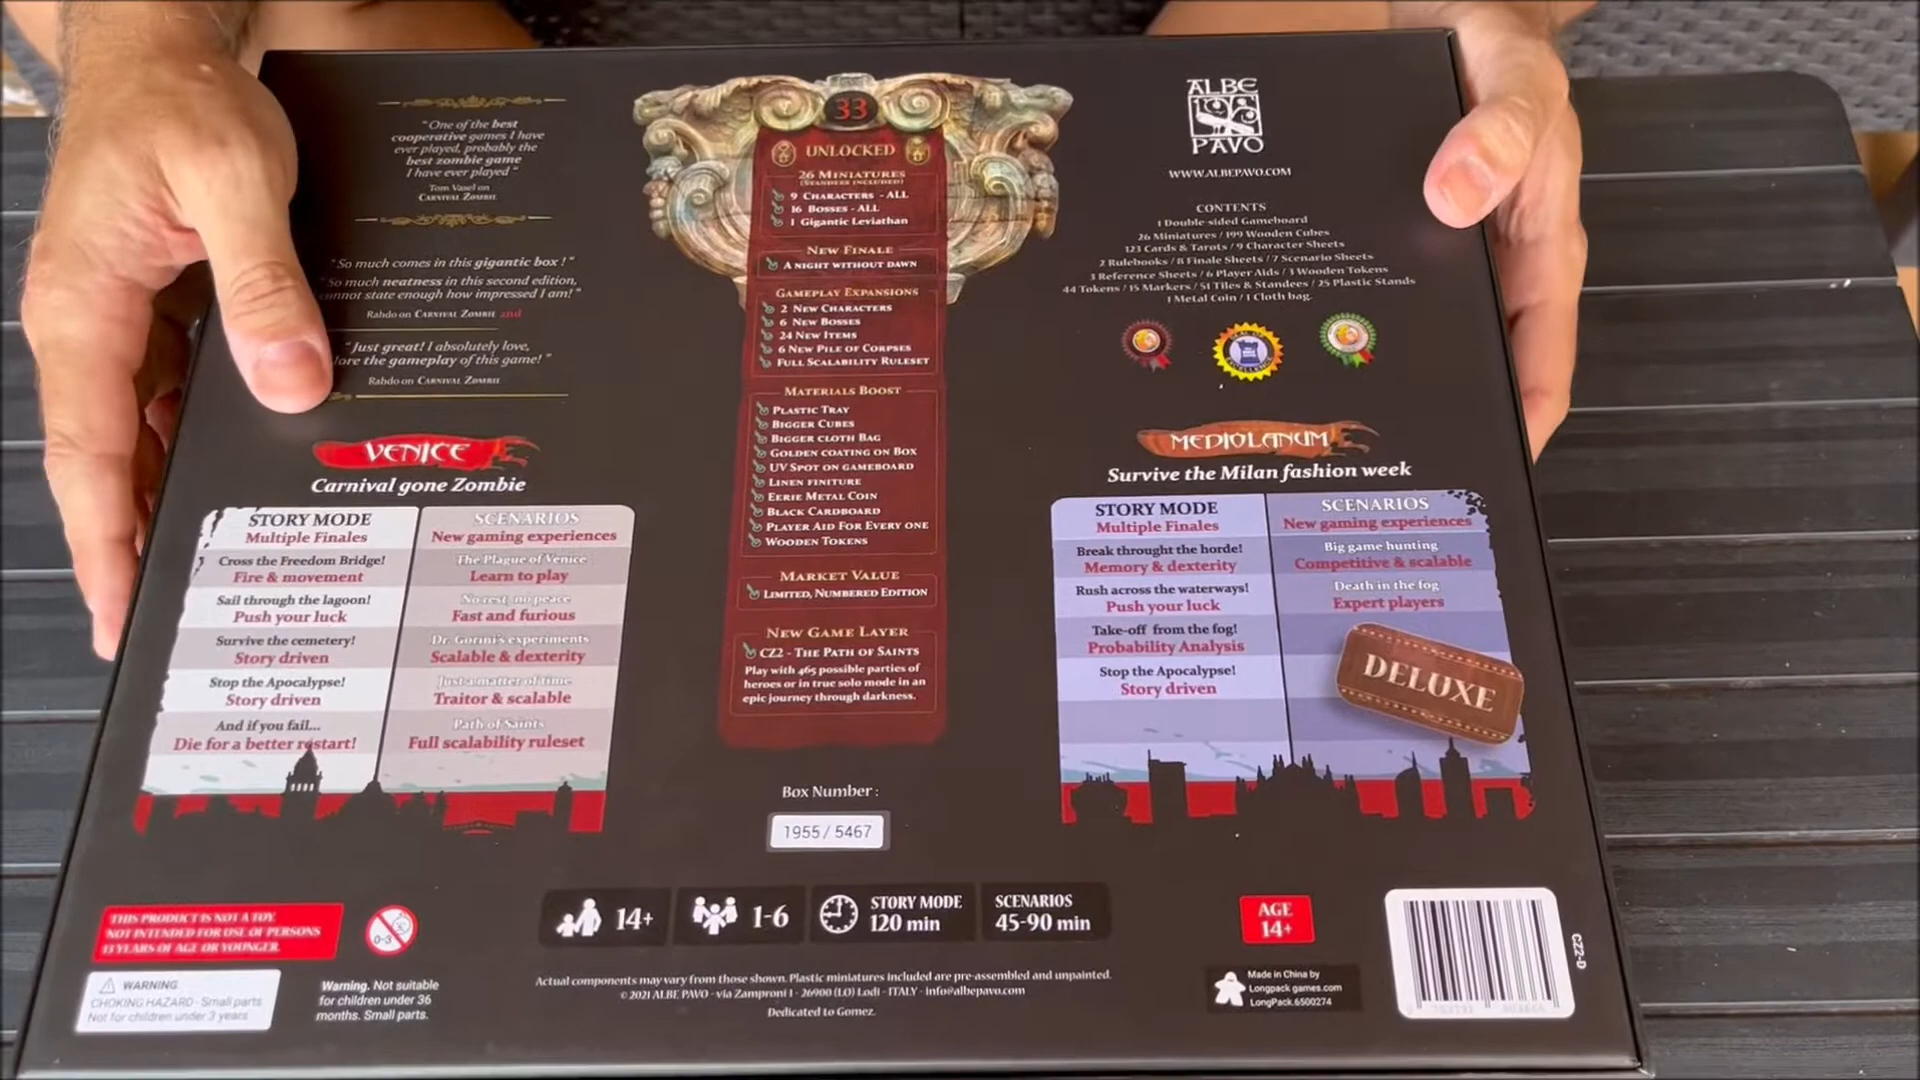 "One of the best
cooperative games I have
ever played, probably the
best zombie game
I have ever played"
Tom Vasel on
CARNIVAL ZOMBIE
"So much comes in this gigantic box!"
"So much neatness in this second edition,
cannot state enough how impressed I am!"
Rahdo on CARNIVAL ZOMBIE 2nd
"Just great! I absolutely love,
the gameplay of this game!"
Rahdo on CARNIVAL ZOMBIE
33
UNLOCKED
26 MINIATURES
(STANDEES INCLUDED)
9 CHARACTERS - ALL
16 BOSSES - ALL
1 GIGANTIC LEVIATHAN
NEW FINALE
A NIGHT WITHOUT DAWN
GAMEPLAY EXPANSIONS
2 NEW CHARACTERS
6 NEW BOSSES
24 NEW ITEMS
6 NEW PILE OF CORPSES
FULL SCALABILITY RULESET
MATERIALS BOOST
PLASTIC TRAY
BIGGER CUBES
BIGGER CLOTH BAG
GOLDEN COATING ON BOX
UV SPOT ON GAMEBOARD
LINEN FINITURE
EERIE METAL COIN
BLACK CARDBOARD
PLAYER AID FOR EVERY ONE
WOODEN TOKENS
MARKET VALUE
LIMITED, NUMBERED EDITION
NEW GAME LAYER
CZ2 - THE PATH OF SAINTS
Play with 465 possible parties of
heroes or in true solo mode in an
epic journey through darkness.
Box Number :
1955 / 5467
ALBE
PAVO
WWW.ALBEPAVO.COM
CONTENTS
1 Double-sided Gameboard
26 Miniatures / 199 Wooden Cubes
123 Cards & Tarots / 9 Character Sheets
2 Rulebooks / 8 Finale Sheets / 7 Scenario Sheets
3 Reference Sheets / 6 Player Aids / 3 Wooden Tokens
44 Tokens / 15 Markers / 51 Tiles & Standees / 25 Plastic Stands
1 Metal Coin / 1 Cloth bag.
VENICE
Carnival gone Zombie
STORY MODE
Multiple Finales
Cross the Freedom Bridge!
Fire & movement
Sail through the lagoon!
Push your luck
Survive the cemetery!
Story driven
Stop the Apocalypse!
Story driven
And if you fail...
Die for a better restart!
SCENARIOS
New gaming experiences
The Plague of Venice
Learn to play
No rest, no peace
Fast and furious
Dr. Gorini's experiments
Scalable & dexterity
Just a matter of time
Traitor & scalable
Path of Saints
Full scalability ruleset
MEDIOLANUM
Survive the Milan fashion week
STORY MODE
Multiple Finales
Break throught the horde!
Memory & dexterity
Rush across the waterways!
Push your luck
Take-off from the fog!
Probability Analysis
Stop the Apocalypse!
Story driven
SCENARIOS
New gaming experiences
Big game hunting
Competitive & scalable
Death in the fog
Expert players
DELUXE
THIS PRODUCT IS NOT A TOY.
NOT INTENDED FOR USE OF PERSONS
13 YEARS OF AGE OR YOUNGER.
0-3
WARNING:
CHOKING HAZARD - Small parts
Not for children under 3 years
Warning. Not suitable
for children under 36
months. Small parts.
14+
1-6
STORY MODE
120 min
SCENARIOS
45-90 min
Actual components may vary from those shown. Plastic miniatures included are pre-assembled and unpainted.
© 2021 ALBE PAVO - via Zamproni 1 - 26900 (LO) Lodi - ITALY - info@albepavo.com
Dedicated to Gomez.
AGE
14+
Made in China by
Longpack games.com
LongPack.6500274
CZ2-D